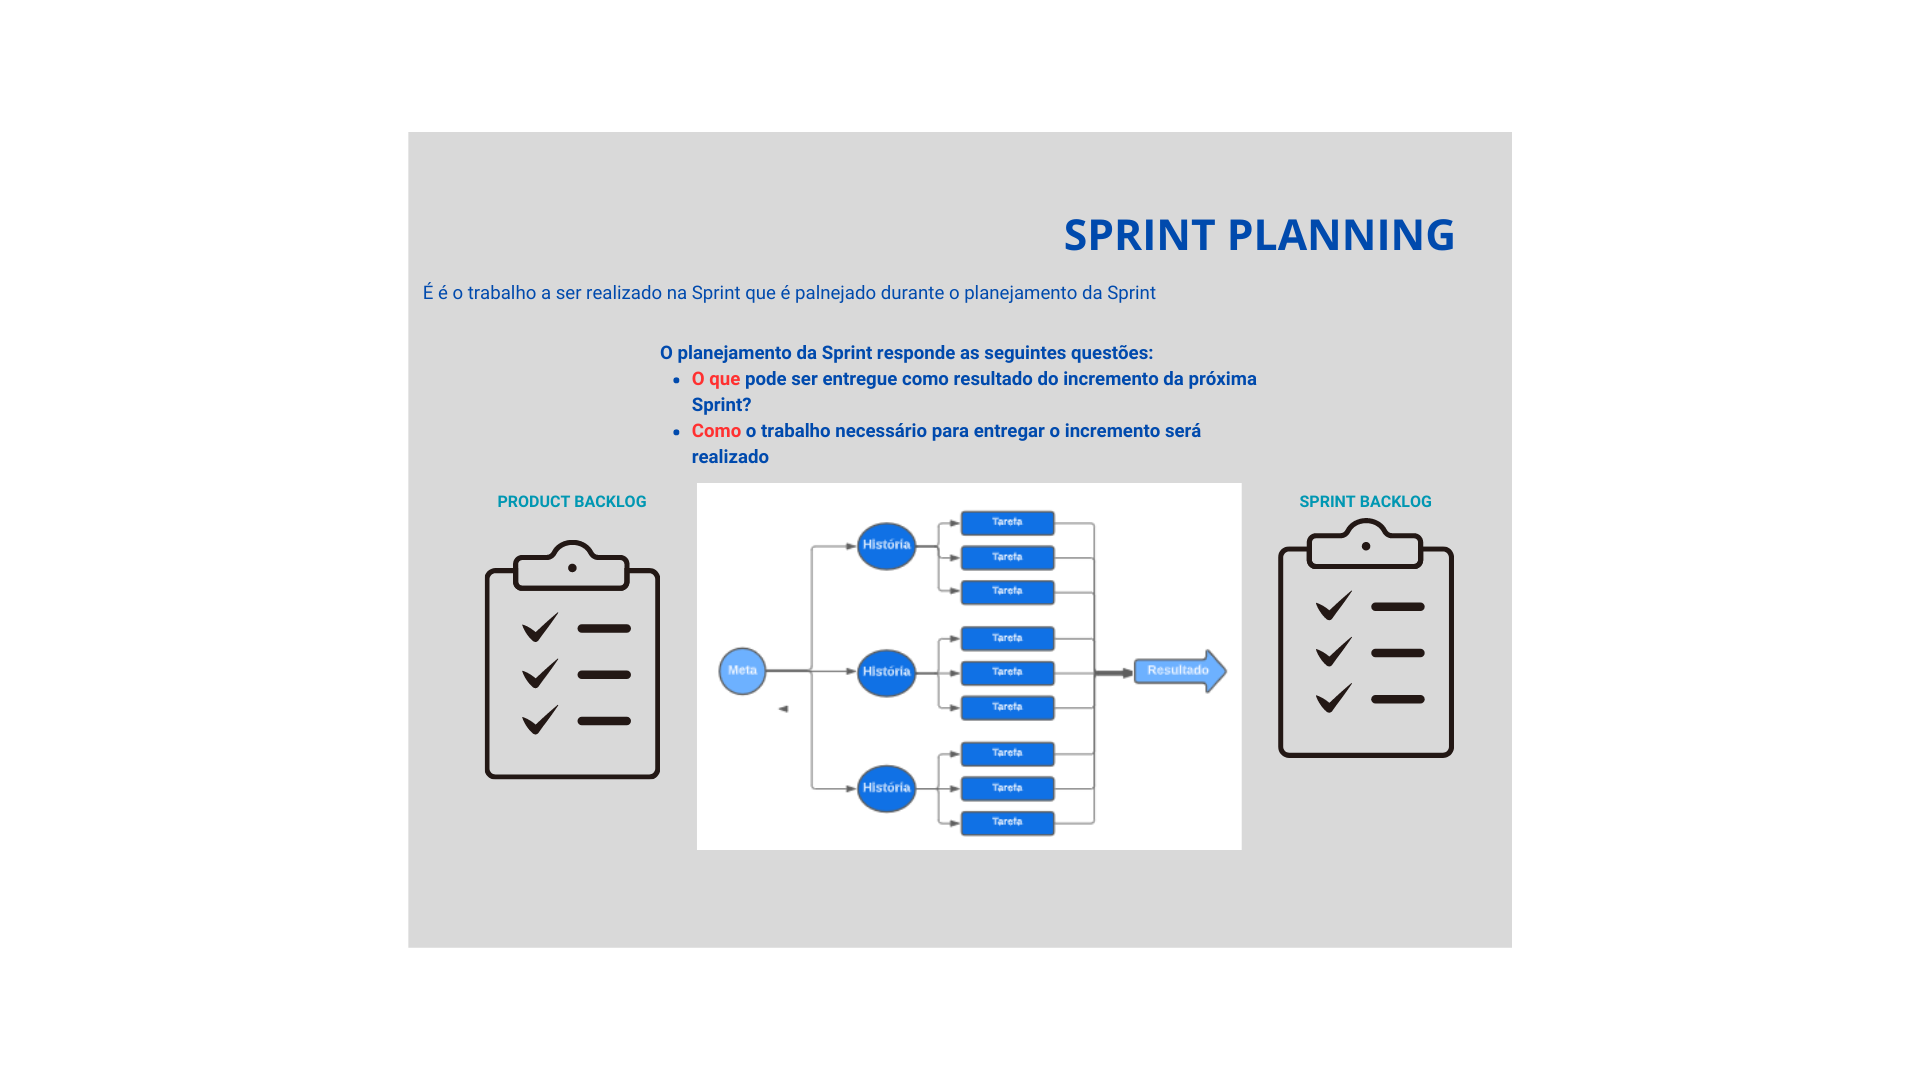 SPRINT PLANNING
É é o trabalho a ser realizado na Sprint que é palnejado durante o planejamento da Sprint
O planejamento da Sprint responde as seguintes questões:
• O que pode ser entregue como resultado do incremento da próxima
Sprint?
• Como o trabalho necessário para entregar o incremento será
realizado
PRODUCT BACKLOG
SPRINT BACKLOG
Meta
História
Tarefa
Tarefa
Tarefa
História
Tarefa
Tarefa
Tarefa
História
Tarefa
Tarefa
Tarefa
Resultado